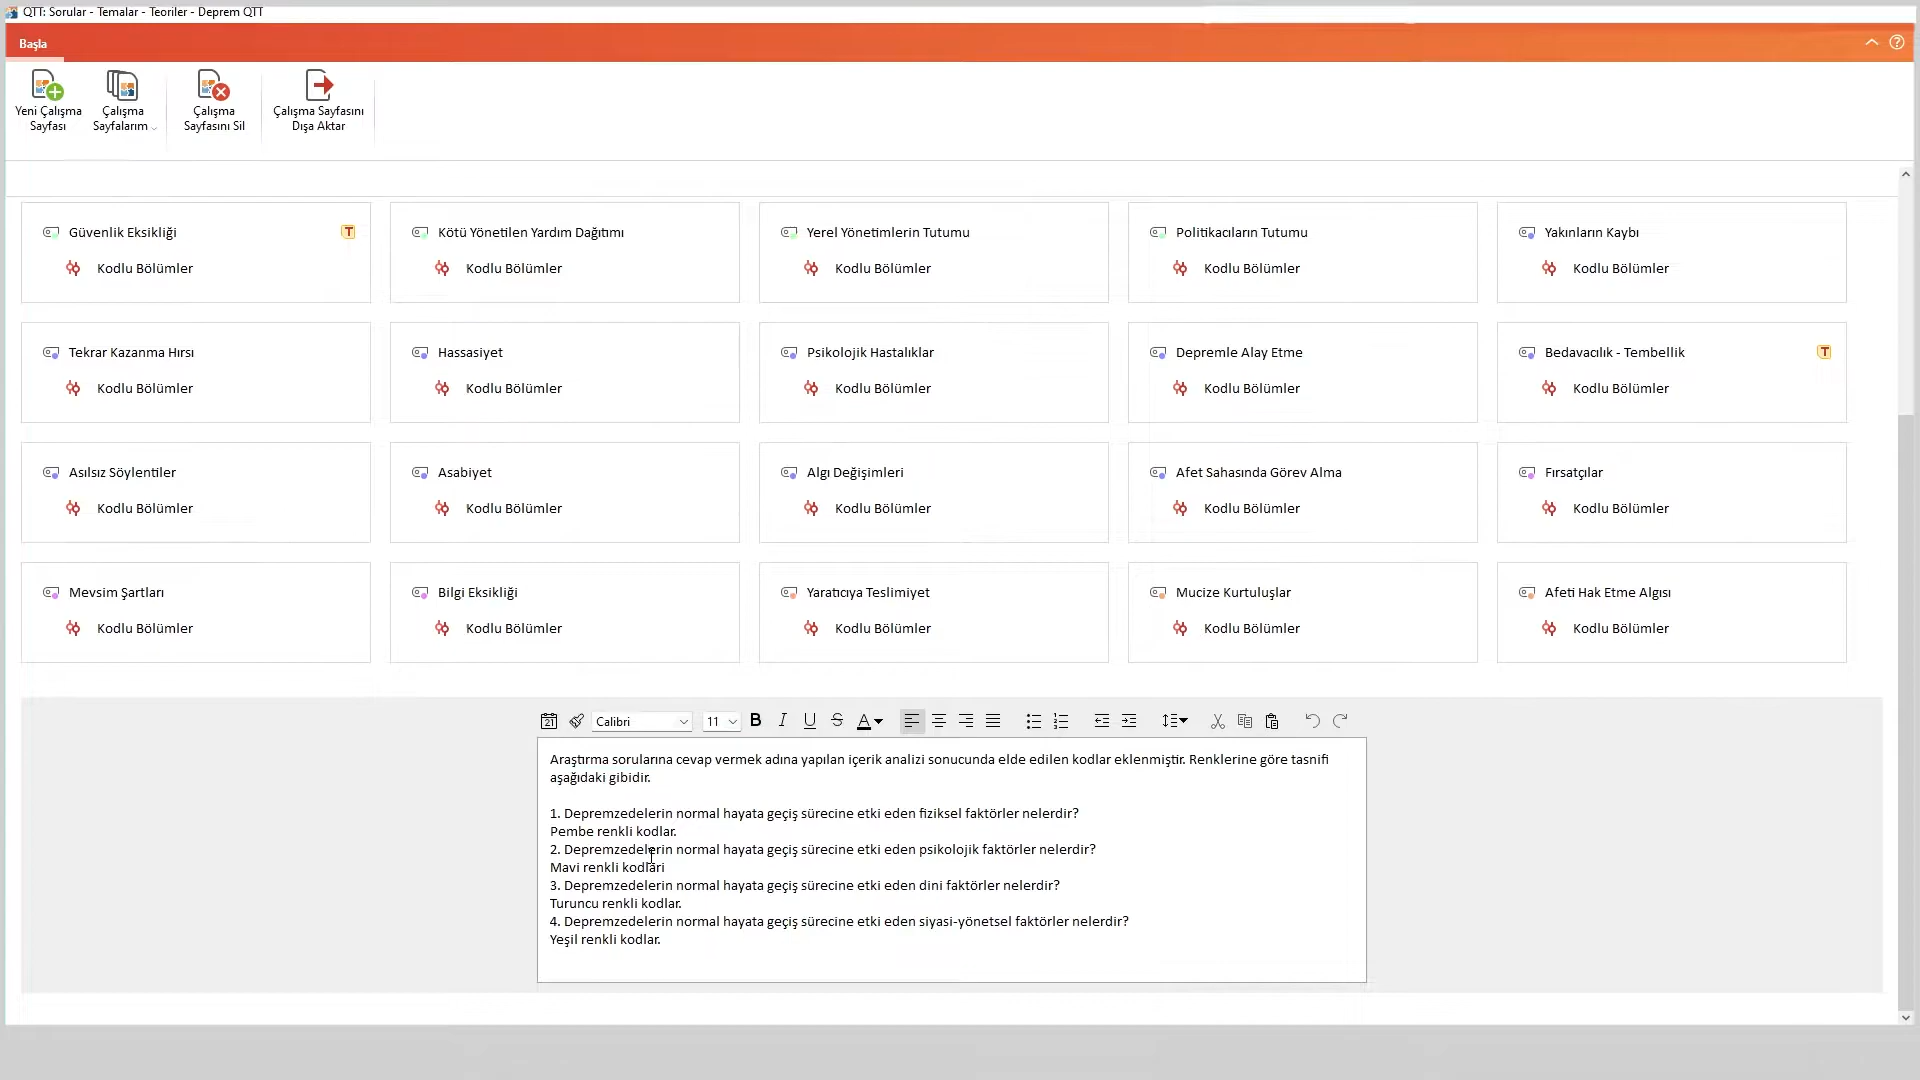 QTT: Sorular - Temalar - Teoriler - Deprem QTT
Başla
Yeni Çalışma
Sayfası
Çalışma
Sayfalarım
Çalışma
Sayfasını Sil
Çalışma Sayfasını
Dışa Aktar
Güvenlik Eksikliği T
Kodlu Bölümler
Kötü Yönetilen Yardım Dağıtımı
Kodlu Bölümler
Yerel Yönetimlerin Tutumu
Kodlu Bölümler
Politikacıların Tutumu
Kodlu Bölümler
Yakınların Kaybı
Kodlu Bölümler
Tekrar Kazanma Hırsı
Kodlu Bölümler
Hassasiyet
Kodlu Bölümler
Psikolojik Hastalıklar
Kodlu Bölümler
Depremle Alay Etme
Kodlu Bölümler
Bedavacılık - Tembellik T
Kodlu Bölümler
Asılsız Söylentiler
Kodlu Bölümler
Asabiyet
Kodlu Bölümler
Algı Değişimleri
Kodlu Bölümler
Afet Sahasında Görev Alma
Kodlu Bölümler
Fırsatçılar
Kodlu Bölümler
Mevsim Şartları
Kodlu Bölümler
Bilgi Eksikliği
Kodlu Bölümler
Yaratıcıya Teslimiyet
Kodlu Bölümler
Mucize Kurtuluşlar
Kodlu Bölümler
Afeti Hak Etme Algısı
Kodlu Bölümler
21 Calibri 11 B I U S A
Araştırma sorularına cevap vermek adına yapılan içerik analizi sonucunda elde edilen kodlar eklenmiştir. Renklerine göre tasnifi
aşağıdaki gibidir.
1. Depremzedelerin normal hayata geçiş sürecine etki eden fiziksel faktörler nelerdir?
Pembe renkli kodlar.
2. Depremzedelerin normal hayata geçiş sürecine etki eden psikolojik faktörler nelerdir?
Mavi renkli kodlari
3. Depremzedelerin normal hayata geçiş sürecine etki eden dini faktörler nelerdir?
Turuncu renkli kodlar.
4. Depremzedelerin normal hayata geçiş sürecine etki eden siyasi-yönetsel faktörler nelerdir?
Yeşil renkli kodlar.